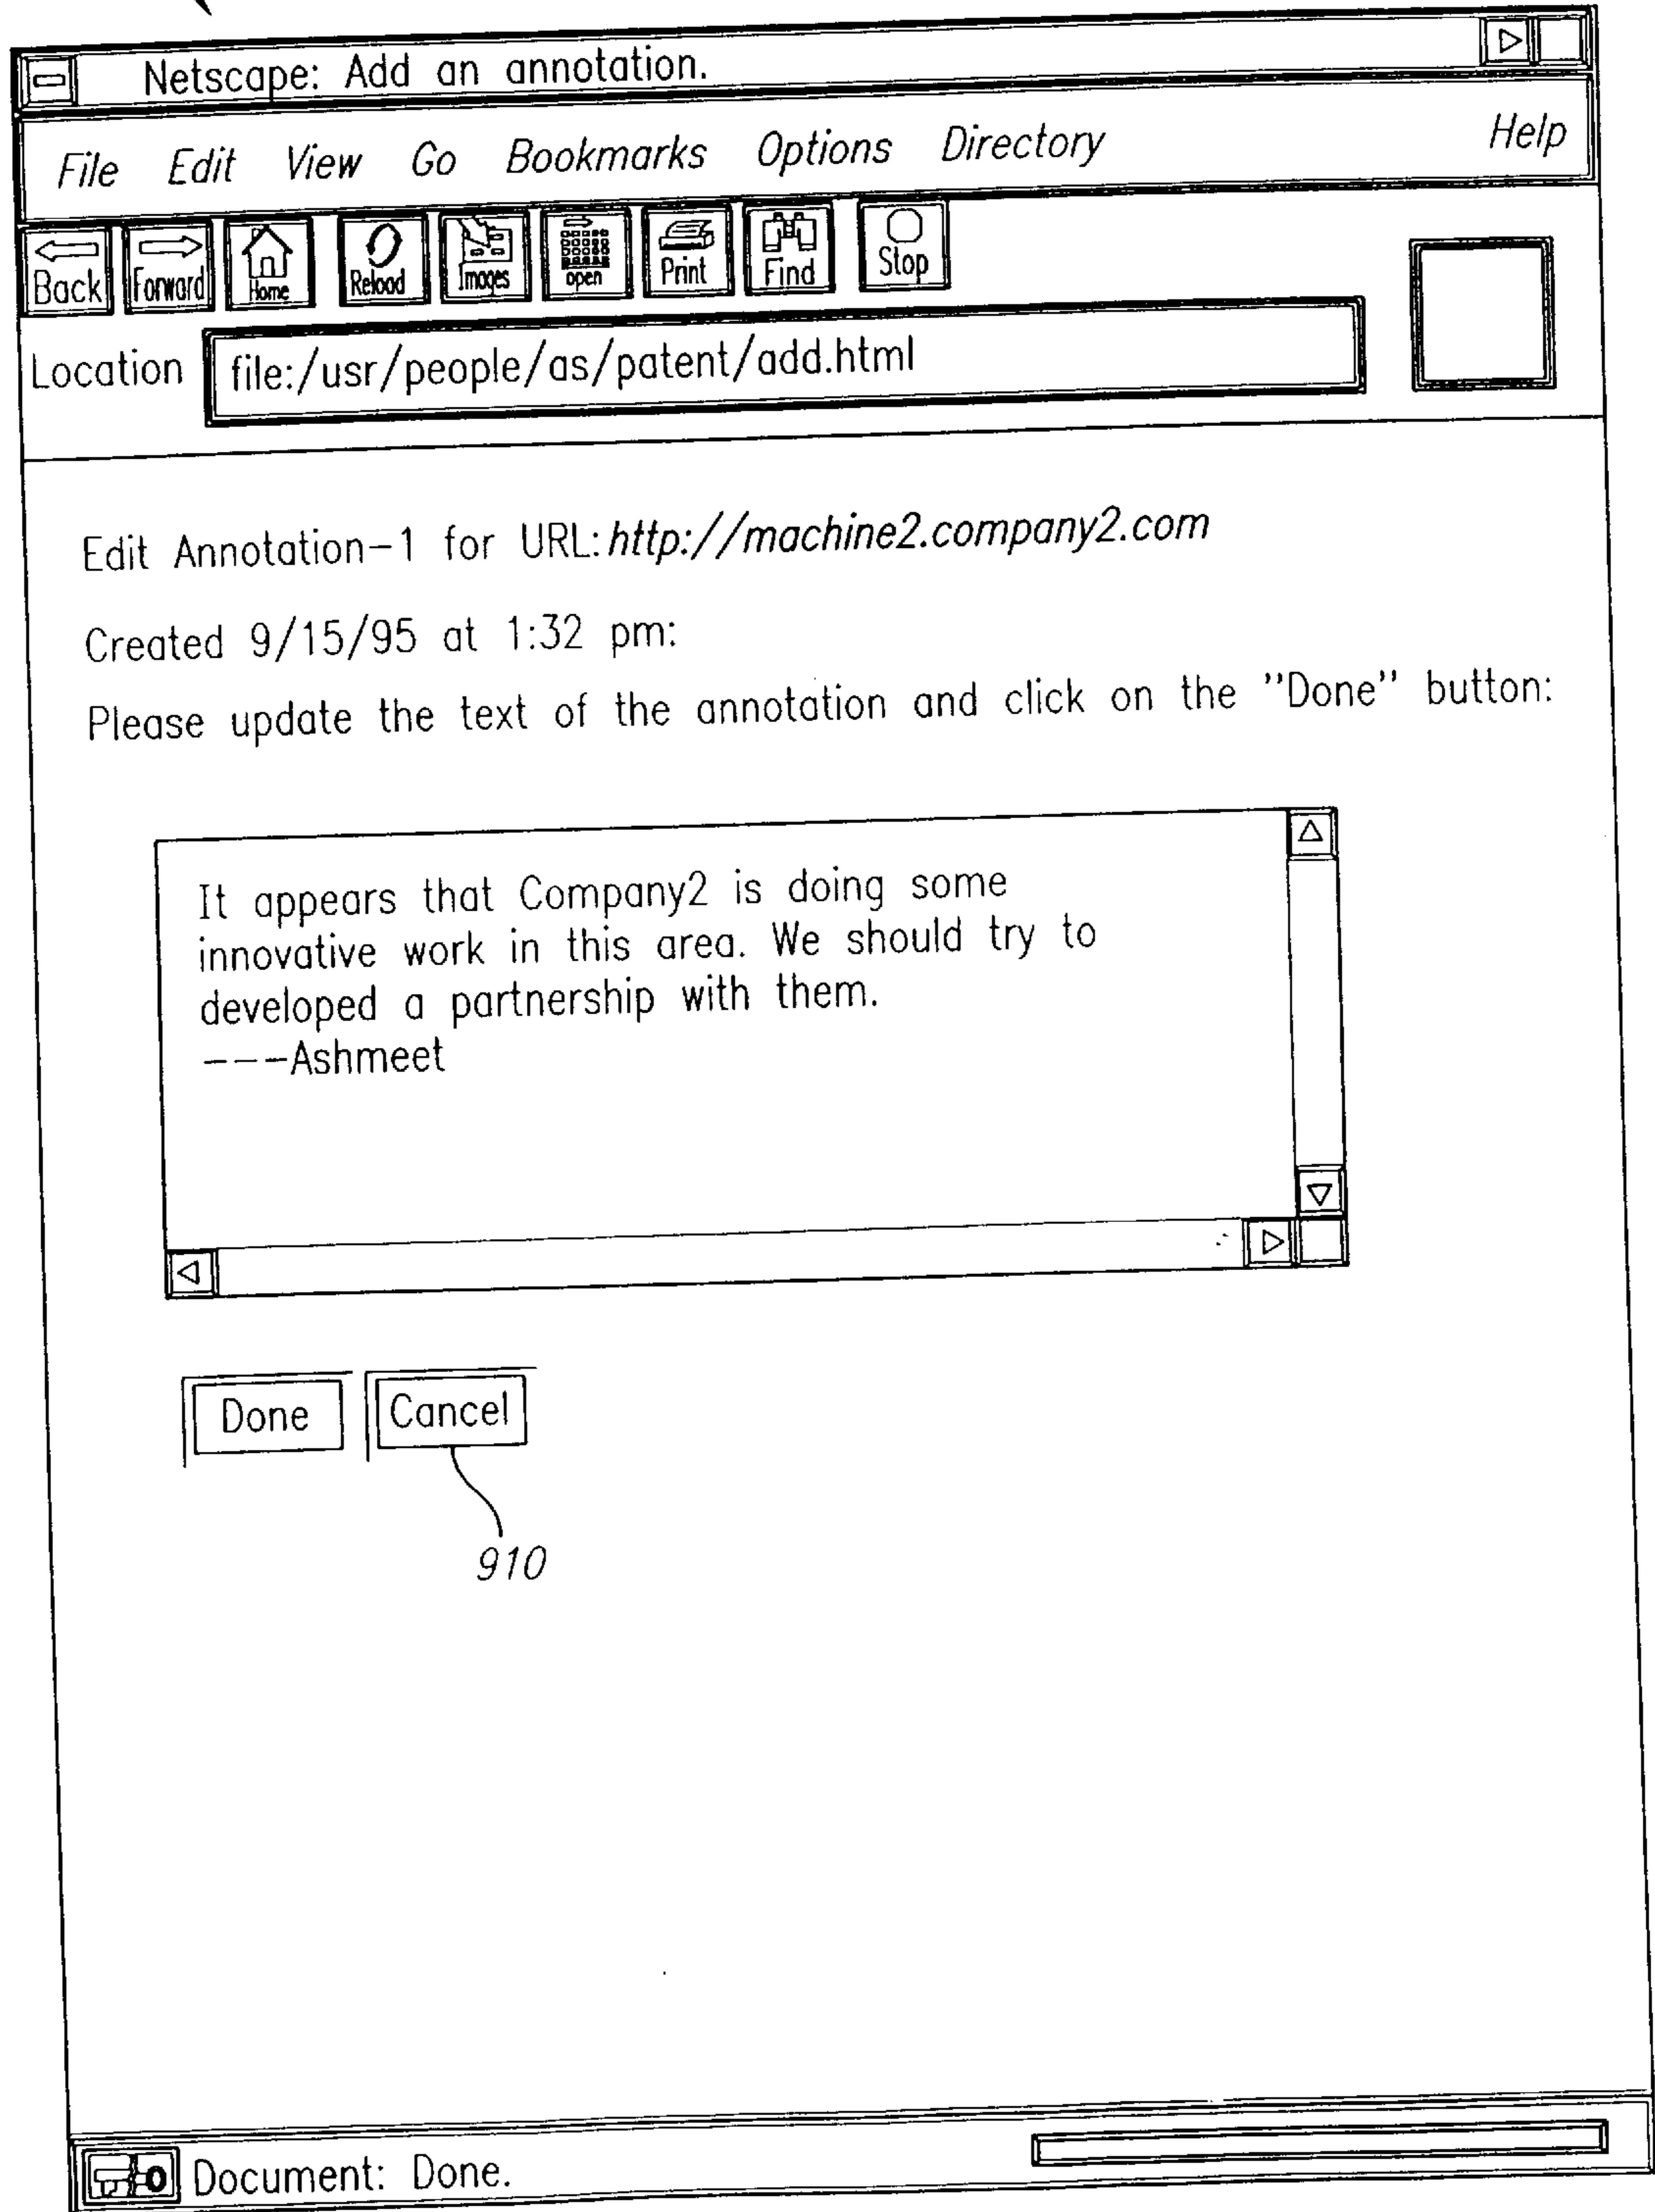 Netscape: Add an annotation.
File Edit View Go Bookmarks Options Directory Help
Back Forward Home Reload Images open Print Find Stop
Location file:/usr/people/as/patent/add.html
Edit Annotation-1 for URL: http://machine2.company2.com
Created 9/15/95 at 1:32 pm:
Please update the text of the annotation and click on the "Done" button:
It appears that Company2 is doing some
innovative work in this area. We should try to
developed a partnership with them.
---Ashmeet
Done Cancel
910
Document: Done.